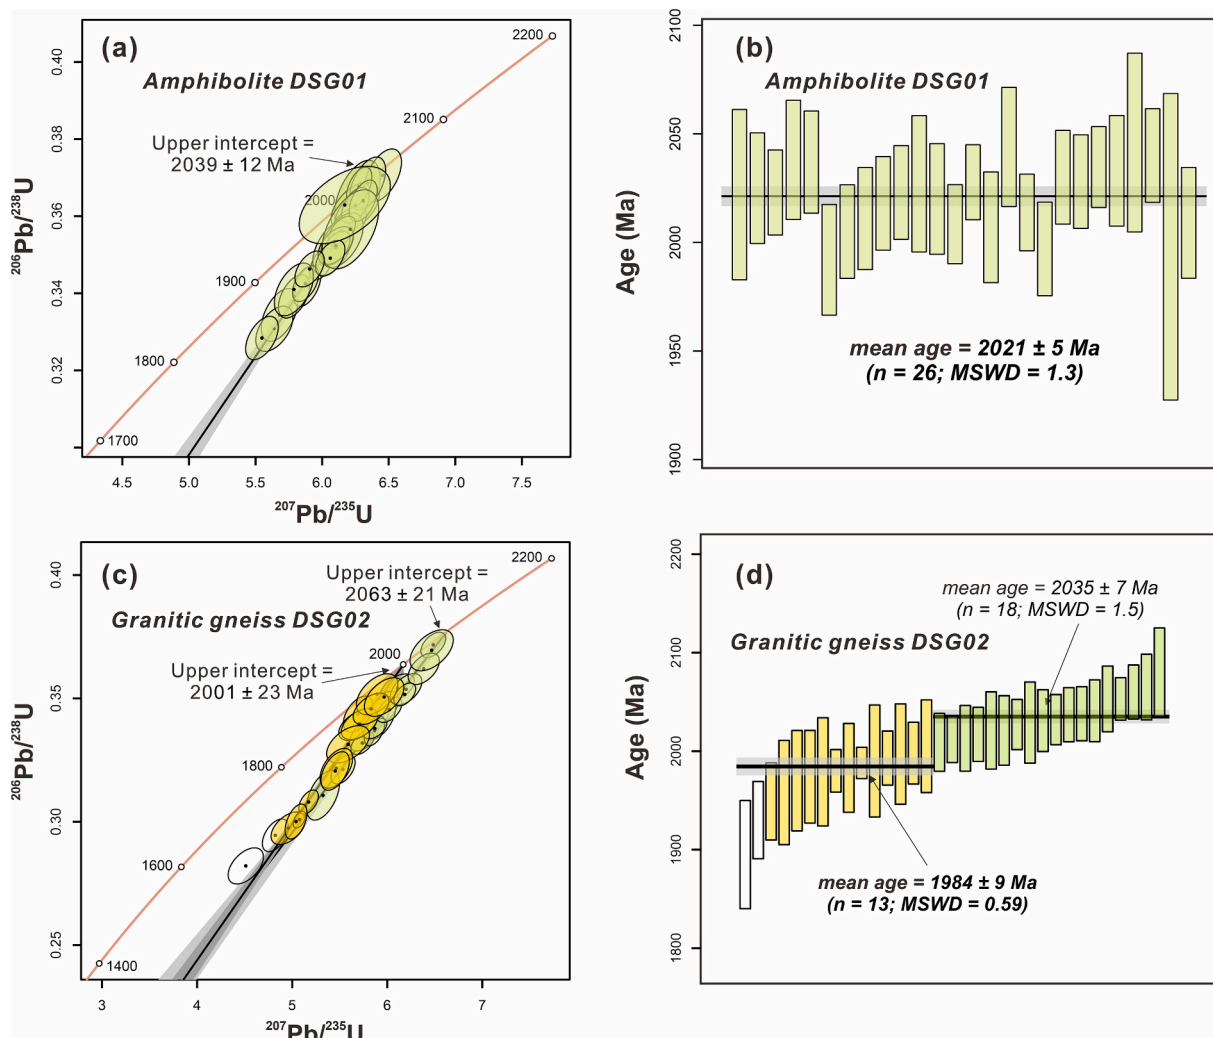 (a)
Amphibolite DSG01
Upper intercept =
2039 ± 12 Ma
2200
2100
2000
1900
1800
1700
0.40
0.38
0.36
0.34
0.32
²⁰⁶Pb/²³⁸U
4.5 5.0 5.5 6.0 6.5 7.0 7.5
²⁰⁷Pb/²³⁵U
(b)
Amphibolite DSG01
2100
2050
2000
1950
1900
Age (Ma)
mean age = 2021 ± 5 Ma
(n = 26; MSWD = 1.3)
(c)
Upper intercept =
2063 ± 21 Ma
Granitic gneiss DSG02
Upper intercept =
2001 ± 23 Ma
2200
2000
1800
1600
1400
0.40
0.35
0.30
0.25
²⁰⁶Pb/²³⁸U
3 4 5 6 7
²⁰⁷Pb/²³⁵U
(d)
mean age = 2035 ± 7 Ma
(n = 18; MSWD = 1.5)
Granitic gneiss DSG02
2200
2100
2000
1900
1800
Age (Ma)
mean age = 1984 ± 9 Ma
(n = 13; MSWD = 0.59)